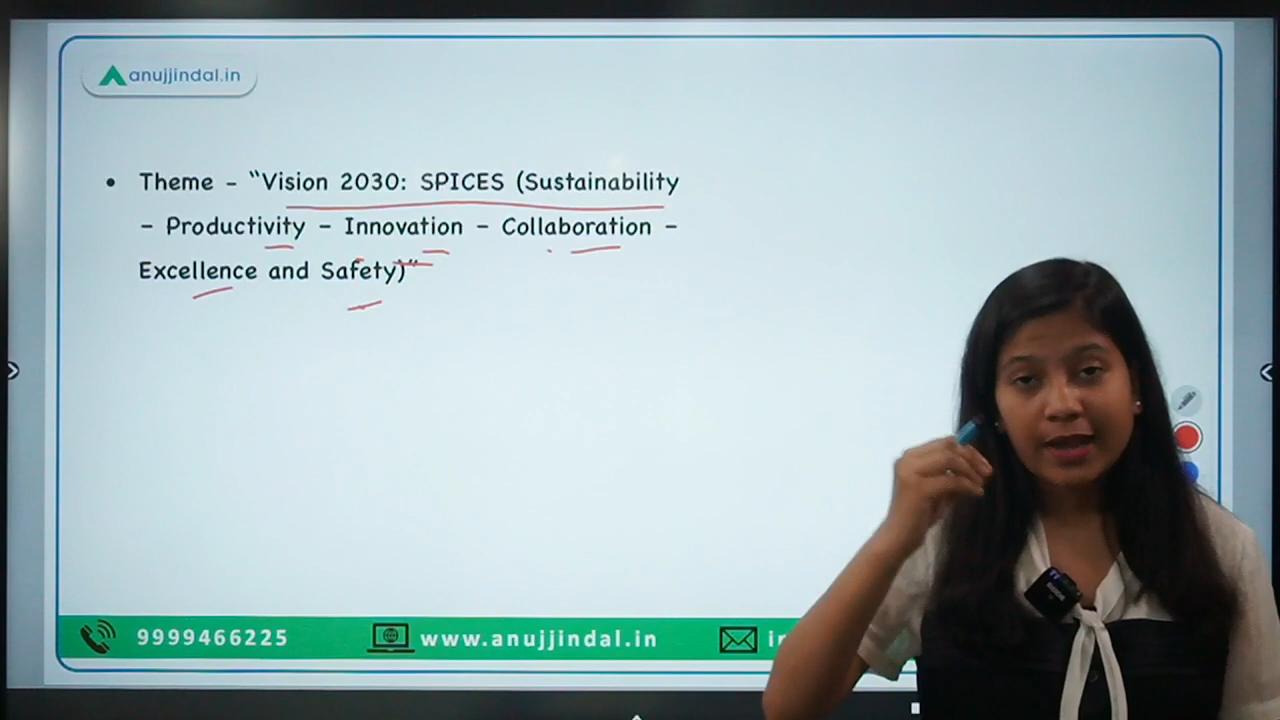 anujjindal.in
• Theme - “Vision 2030: SPICES (Sustainability
- Productivity - Innovation - Collaboration -
Excellence and Safety)”
9999466225
www.anujjindal.in